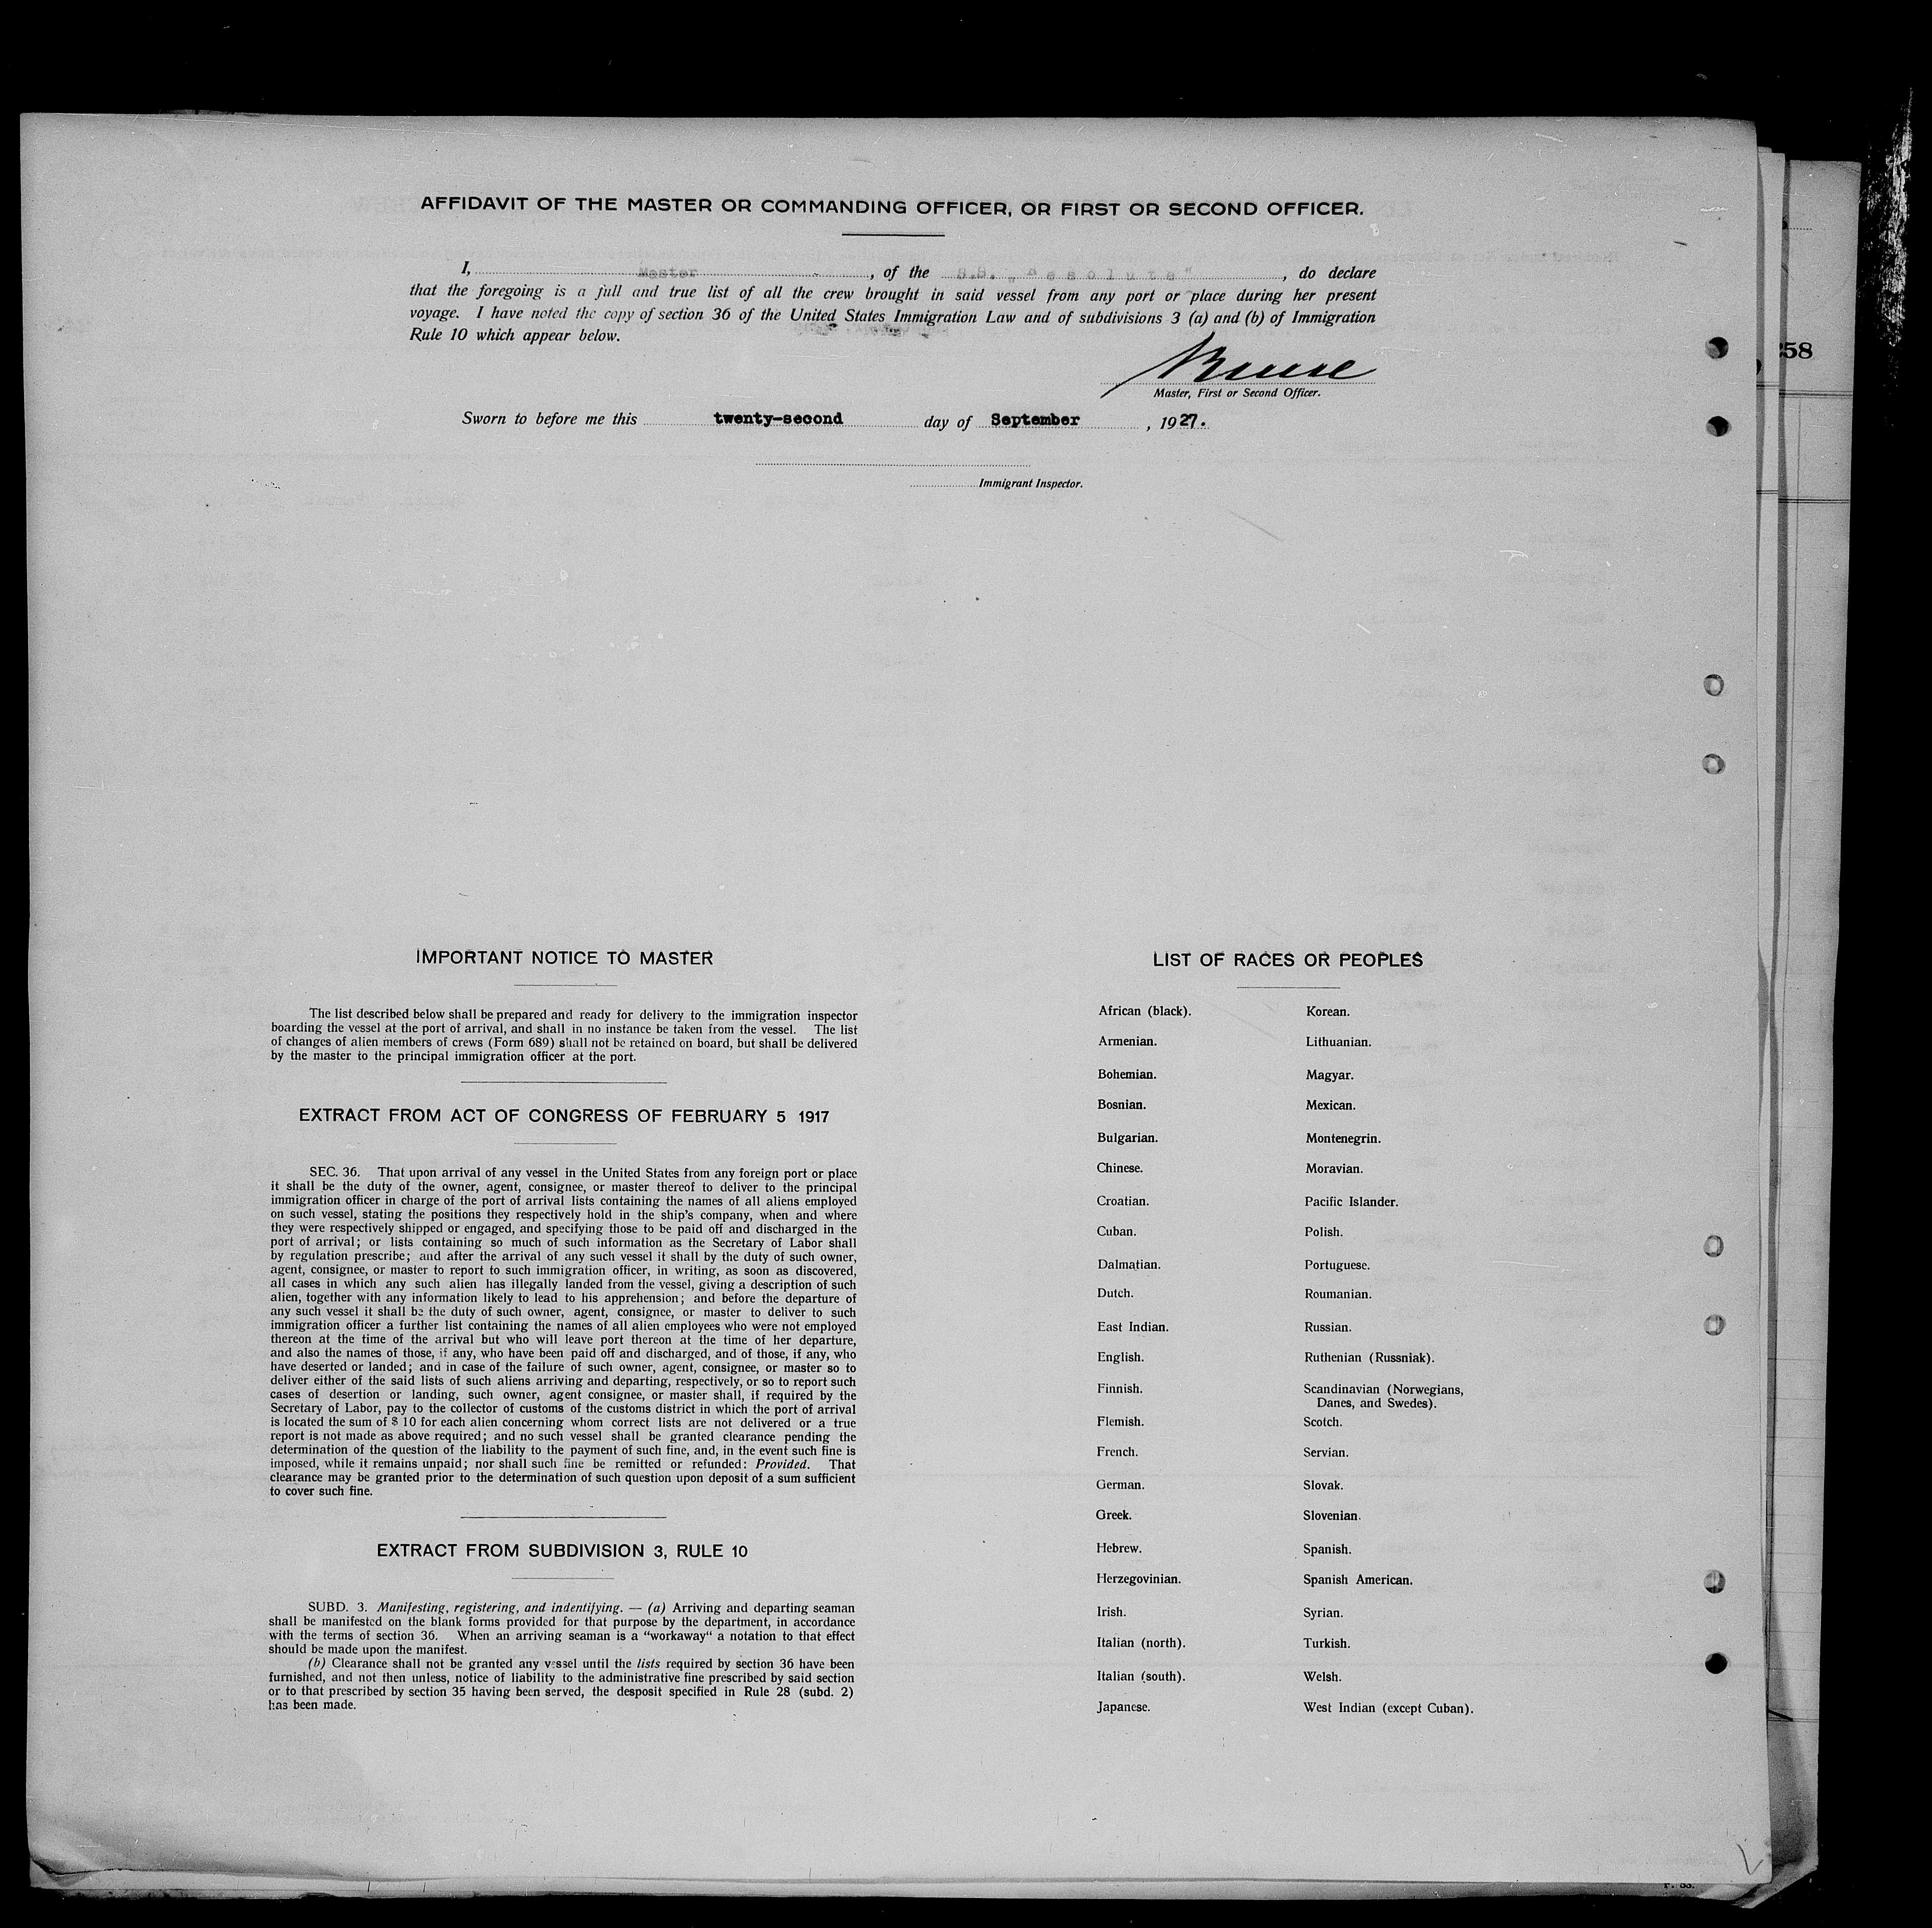 AFFIDAVIT OF THE MASTER OR COMMANDING OFFICER, OR FIRST OR SECOND OFFICER.
I, Master, of the S.S. „Resolute", do declare
that the foregoing is a full and true list of all the crew brought in said vessel from any port or place during her present
voyage. I have noted the copy of section 36 of the United States Immigration Law and of subdivisions 3 (a) and (b) of Immigration
Rule 10 which appear below.
Master, First or Second Officer.
Sworn to before me this twenty-second day of September, 1927.
Immigrant Inspector.
258
IMPORTANT NOTICE TO MASTER
The list described below shall be prepared and ready for delivery to the immigration inspector
boarding the vessel at the port of arrival, and shall in no instance be taken from the vessel. The list
of changes of alien members of crews (Form 689) shall not be retained on board, but shall be delivered
by the master to the principal immigration officer at the port.
EXTRACT FROM ACT OF CONGRESS OF FEBRUARY 5 1917
SEC. 36. That upon arrival of any vessel in the United States from any foreign port or place
it shall be the duty of the owner, agent, consignee, or master thereof to deliver to the principal
immigration officer in charge of the port of arrival lists containing the names of all aliens employed
on such vessel, stating the positions they respectively hold in the ship's company, when and where
they were respectively shipped or engaged, and specifying those to be paid off and discharged in the
port of arrival; or lists containing so much of such information as the Secretary of Labor shall
by regulation prescribe; and after the arrival of any such vessel it shall by the duty of such owner,
agent, consignee, or master to report to such immigration officer, in writing, as soon as discovered,
all cases in which any such alien has illegally landed from the vessel, giving a description of such
alien, together with any information likely to lead to his apprehension; and before the departure of
any such vessel it shall be the duty of such owner, agent, consignee, or master to deliver to such
immigration officer a further list containing the names of all alien employees who were not employed
thereon at the time of the arrival but who will leave port thereon at the time of her departure,
and also the names of those, if any, who have been paid off and discharged, and of those, if any, who
have deserted or landed; and in case of the failure of such owner, agent, consignee, or master so to
deliver either of the said lists of such aliens arriving and departing, respectively, or so to report such
cases of desertion or landing, such owner, agent consignee, or master shall, if required by the
Secretary of Labor, pay to the collector of customs of the customs district in which the port of arrival
is located the sum of $ 10 for each alien concerning whom correct lists are not delivered or a true
report is not made as above required; and no such vessel shall be granted clearance pending the
determination of the question of the liability to the payment of such fine, and, in the event such fine is
imposed, while it remains unpaid; nor shall such fine be remitted or refunded: Provided. That
clearance may be granted prior to the determination of such question upon deposit of a sum sufficient
to cover such fine.
EXTRACT FROM SUBDIVISION 3, RULE 10
SUBD. 3. Manifesting, registering, and indentifying. — (a) Arriving and departing seaman
shall be manifested on the blank forms provided for that purpose by the department, in accordance
with the terms of section 36. When an arriving seaman is a "workaway" a notation to that effect
should be made upon the manifest.
(b) Clearance shall not be granted any vessel until the lists required by section 36 have been
furnished, and not then unless, notice of liability to the administrative fine prescribed by said section
or to that prescribed by section 35 having been served, the desposit specified in Rule 28 (subd. 2)
has been made.
LIST OF RACES OR PEOPLES
African (black). Korean.
Armenian. Lithuanian.
Bohemian. Magyar.
Bosnian. Mexican.
Bulgarian. Montenegrin.
Chinese. Moravian.
Croatian. Pacific Islander.
Cuban. Polish.
Dalmatian. Portuguese.
Dutch. Roumanian.
East Indian. Russian.
English. Ruthenian (Russniak).
Finnish. Scandinavian (Norwegians,
Danes, and Swedes).
Flemish. Scotch.
French. Servian.
German. Slovak.
Greek. Slovenian.
Hebrew. Spanish.
Herzegovinian. Spanish American.
Irish. Syrian.
Italian (north). Turkish.
Italian (south). Welsh.
Japanese. West Indian (except Cuban).